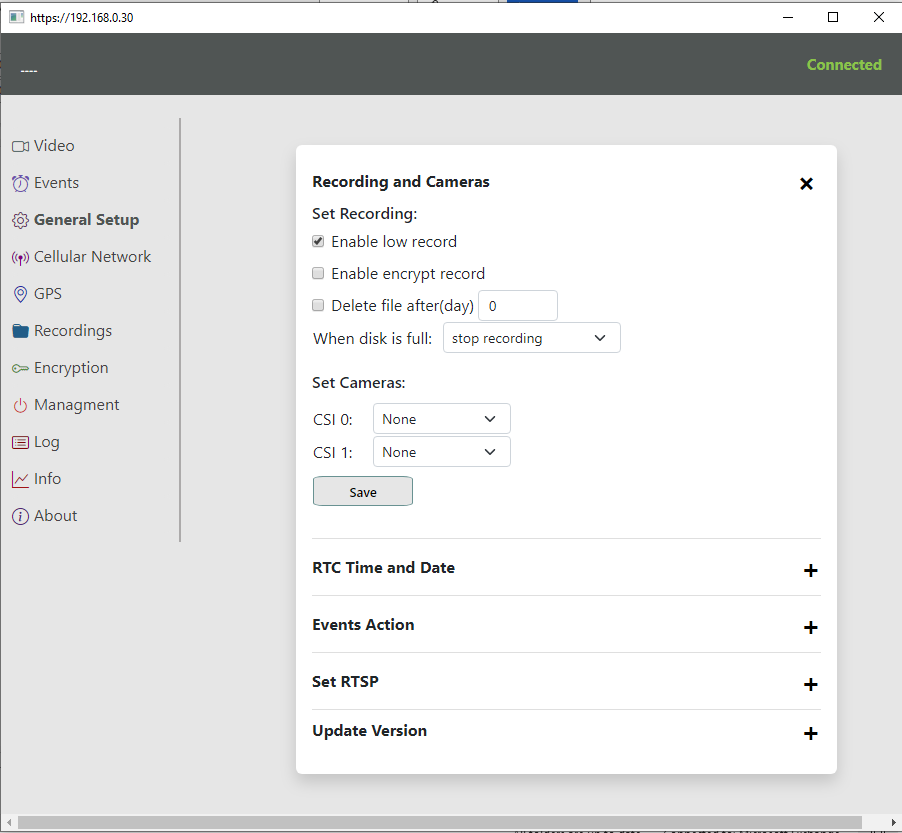 https://192.168.0.30
----
Connected
Video
Events
General Setup
Cellular Network
GPS
Recordings
Encryption
Managment
Log
Info
About
Recording and Cameras
Set Recording:
Enable low record
Enable encrypt record
Delete file after(day) 0
When disk is full: stop recording
Set Cameras:
CSI 0: None
CSI 1: None
Save
RTC Time and Date
Events Action
Set RTSP
Update Version